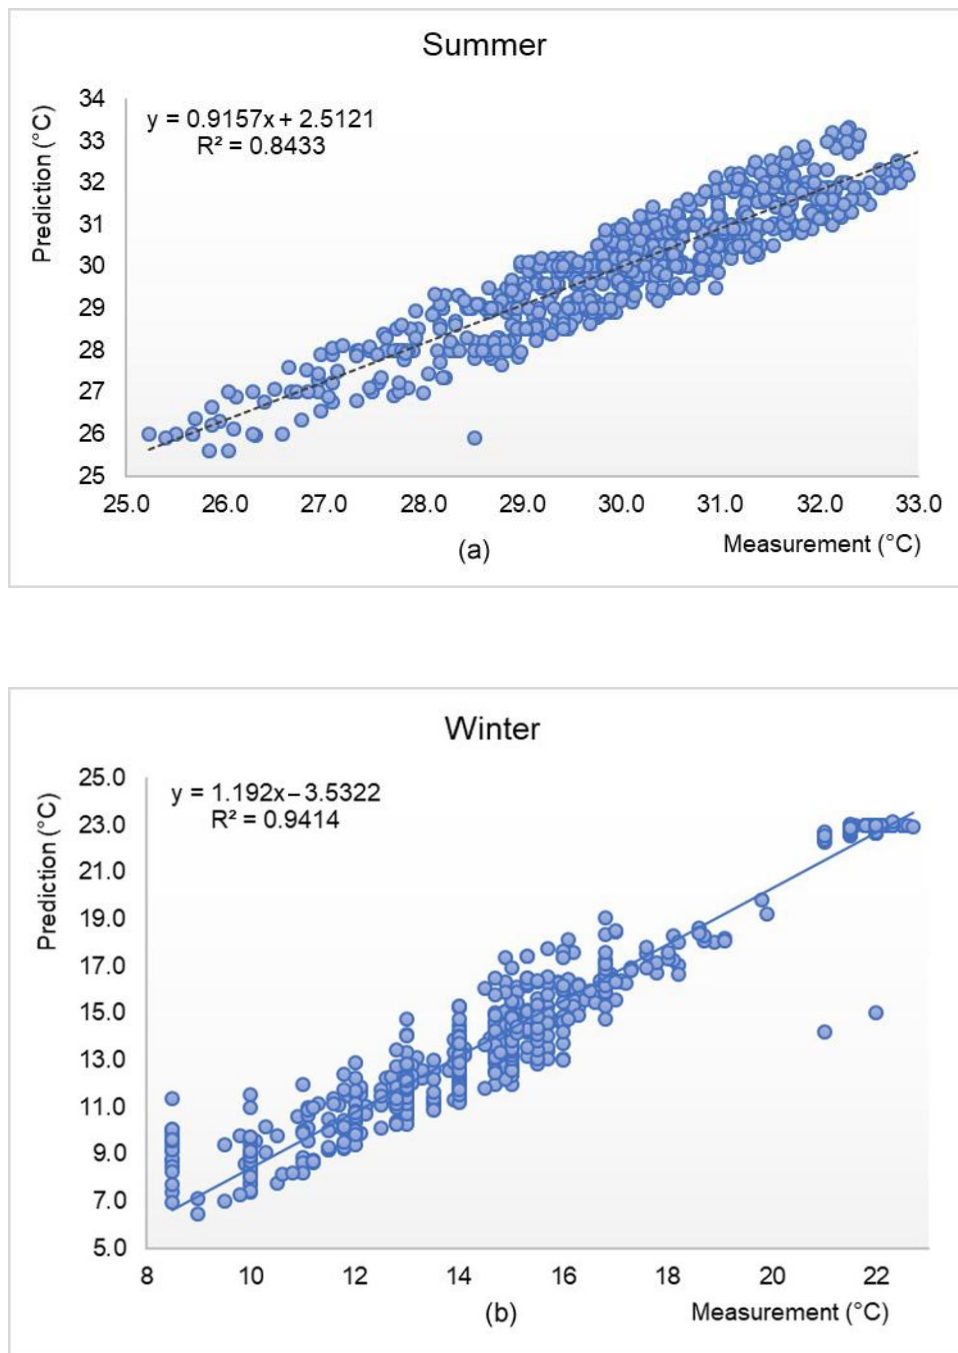 Summer
y = 0.9157x + 2.5121
R² = 0.8433
Prediction (°C)
34
33
32
31
30
29
28
27
26
25
25.0 26.0 27.0 28.0 29.0 30.0 31.0 32.0 33.0
(a)
Measurement (°C)
Winter
y = 1.192x – 3.5322
R² = 0.9414
Prediction (°C)
25.0
23.0
21.0
19.0
17.0
15.0
13.0
11.0
9.0
7.0
5.0
8 10 12 14 16 18 20 22
(b)
Measurement (°C)